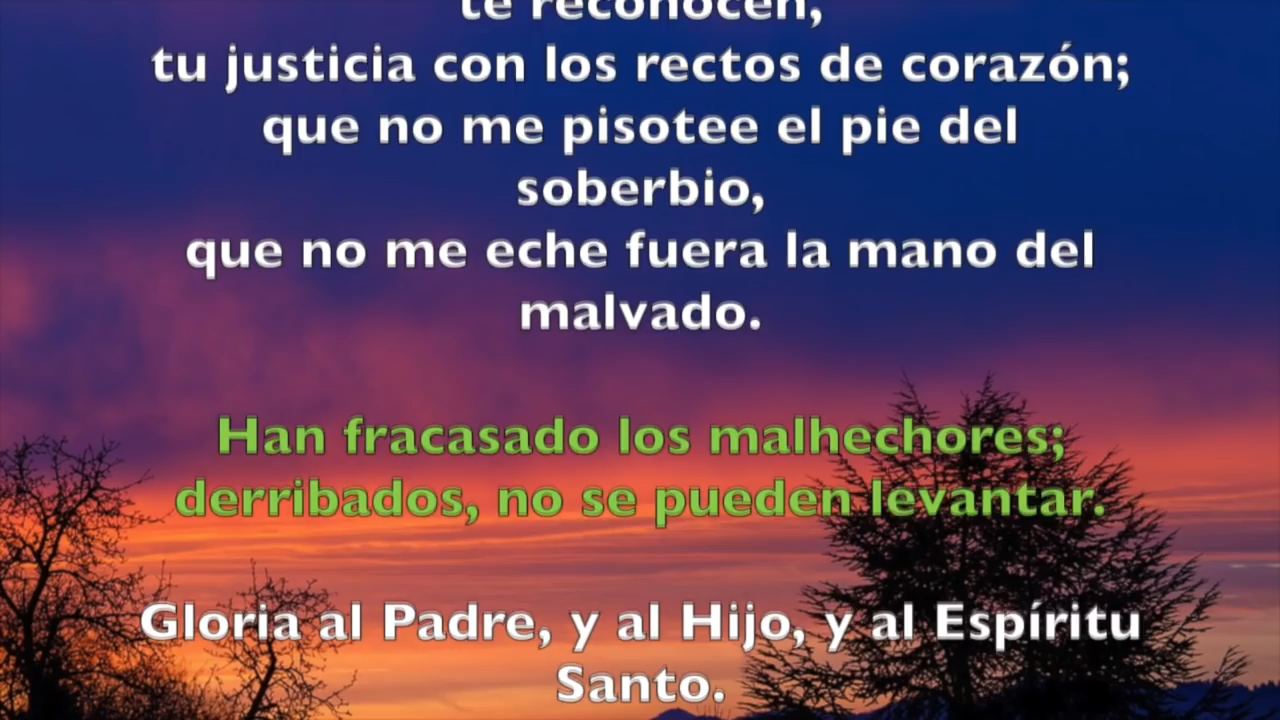 te reconocen,
tu justicia con los rectos de corazón;
que no me pisotee el pie del
soberbio,
que no me eche fuera la mano del
malvado.
Han fracasado los malhechores;
derribados, no se pueden levantar.
Gloria al Padre, y al Hijo, y al Espíritu
Santo.